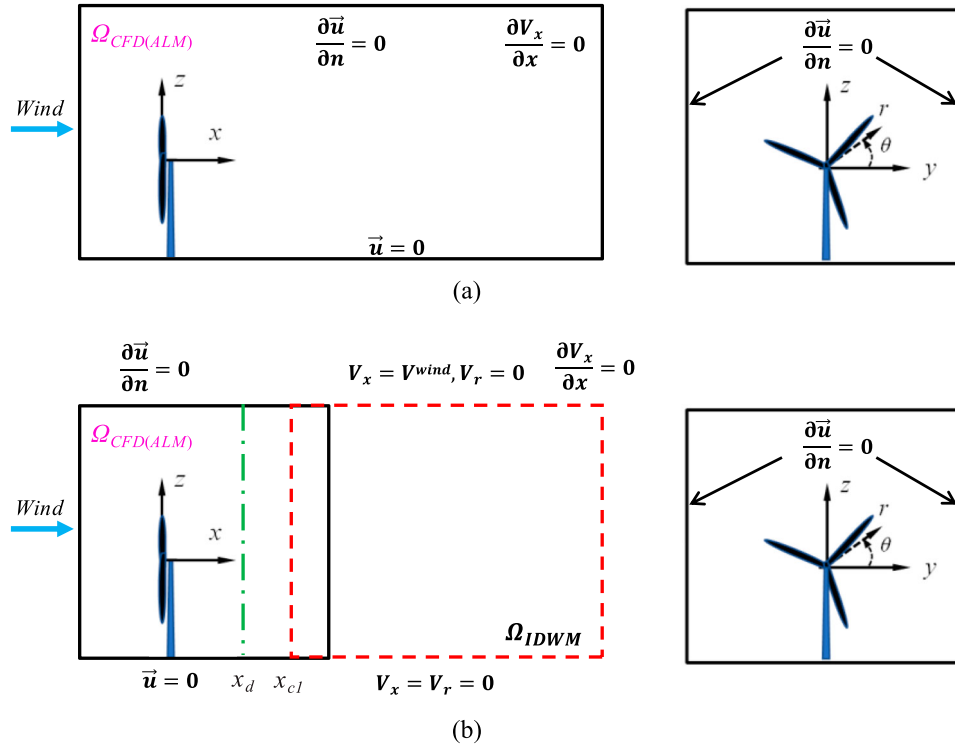 Ω_CFD(ALM)
∂u⃗/∂n = 0
∂V_x/∂x = 0
Wind
z
x
u⃗ = 0
∂u⃗/∂n = 0
z
r
θ
y
(a)
∂u⃗/∂n = 0
V_x = V^wind, V_r = 0
∂V_x/∂x = 0
Ω_CFD(ALM)
Wind
z
x
Ω_IDWM
u⃗ = 0
x_d
x_c1
V_x = V_r = 0
∂u⃗/∂n = 0
z
r
θ
y
(b)